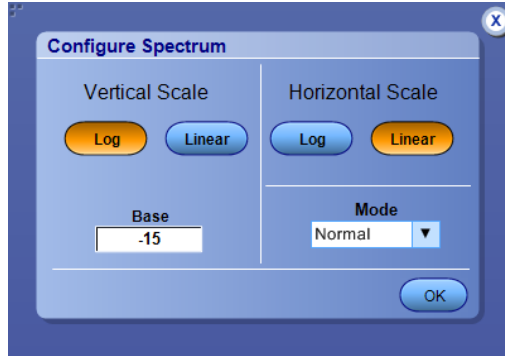 X
Configure Spectrum
Vertical Scale
Horizontal Scale
Log Linear
Log Linear
Base
-15
Mode
Normal ▼
OK